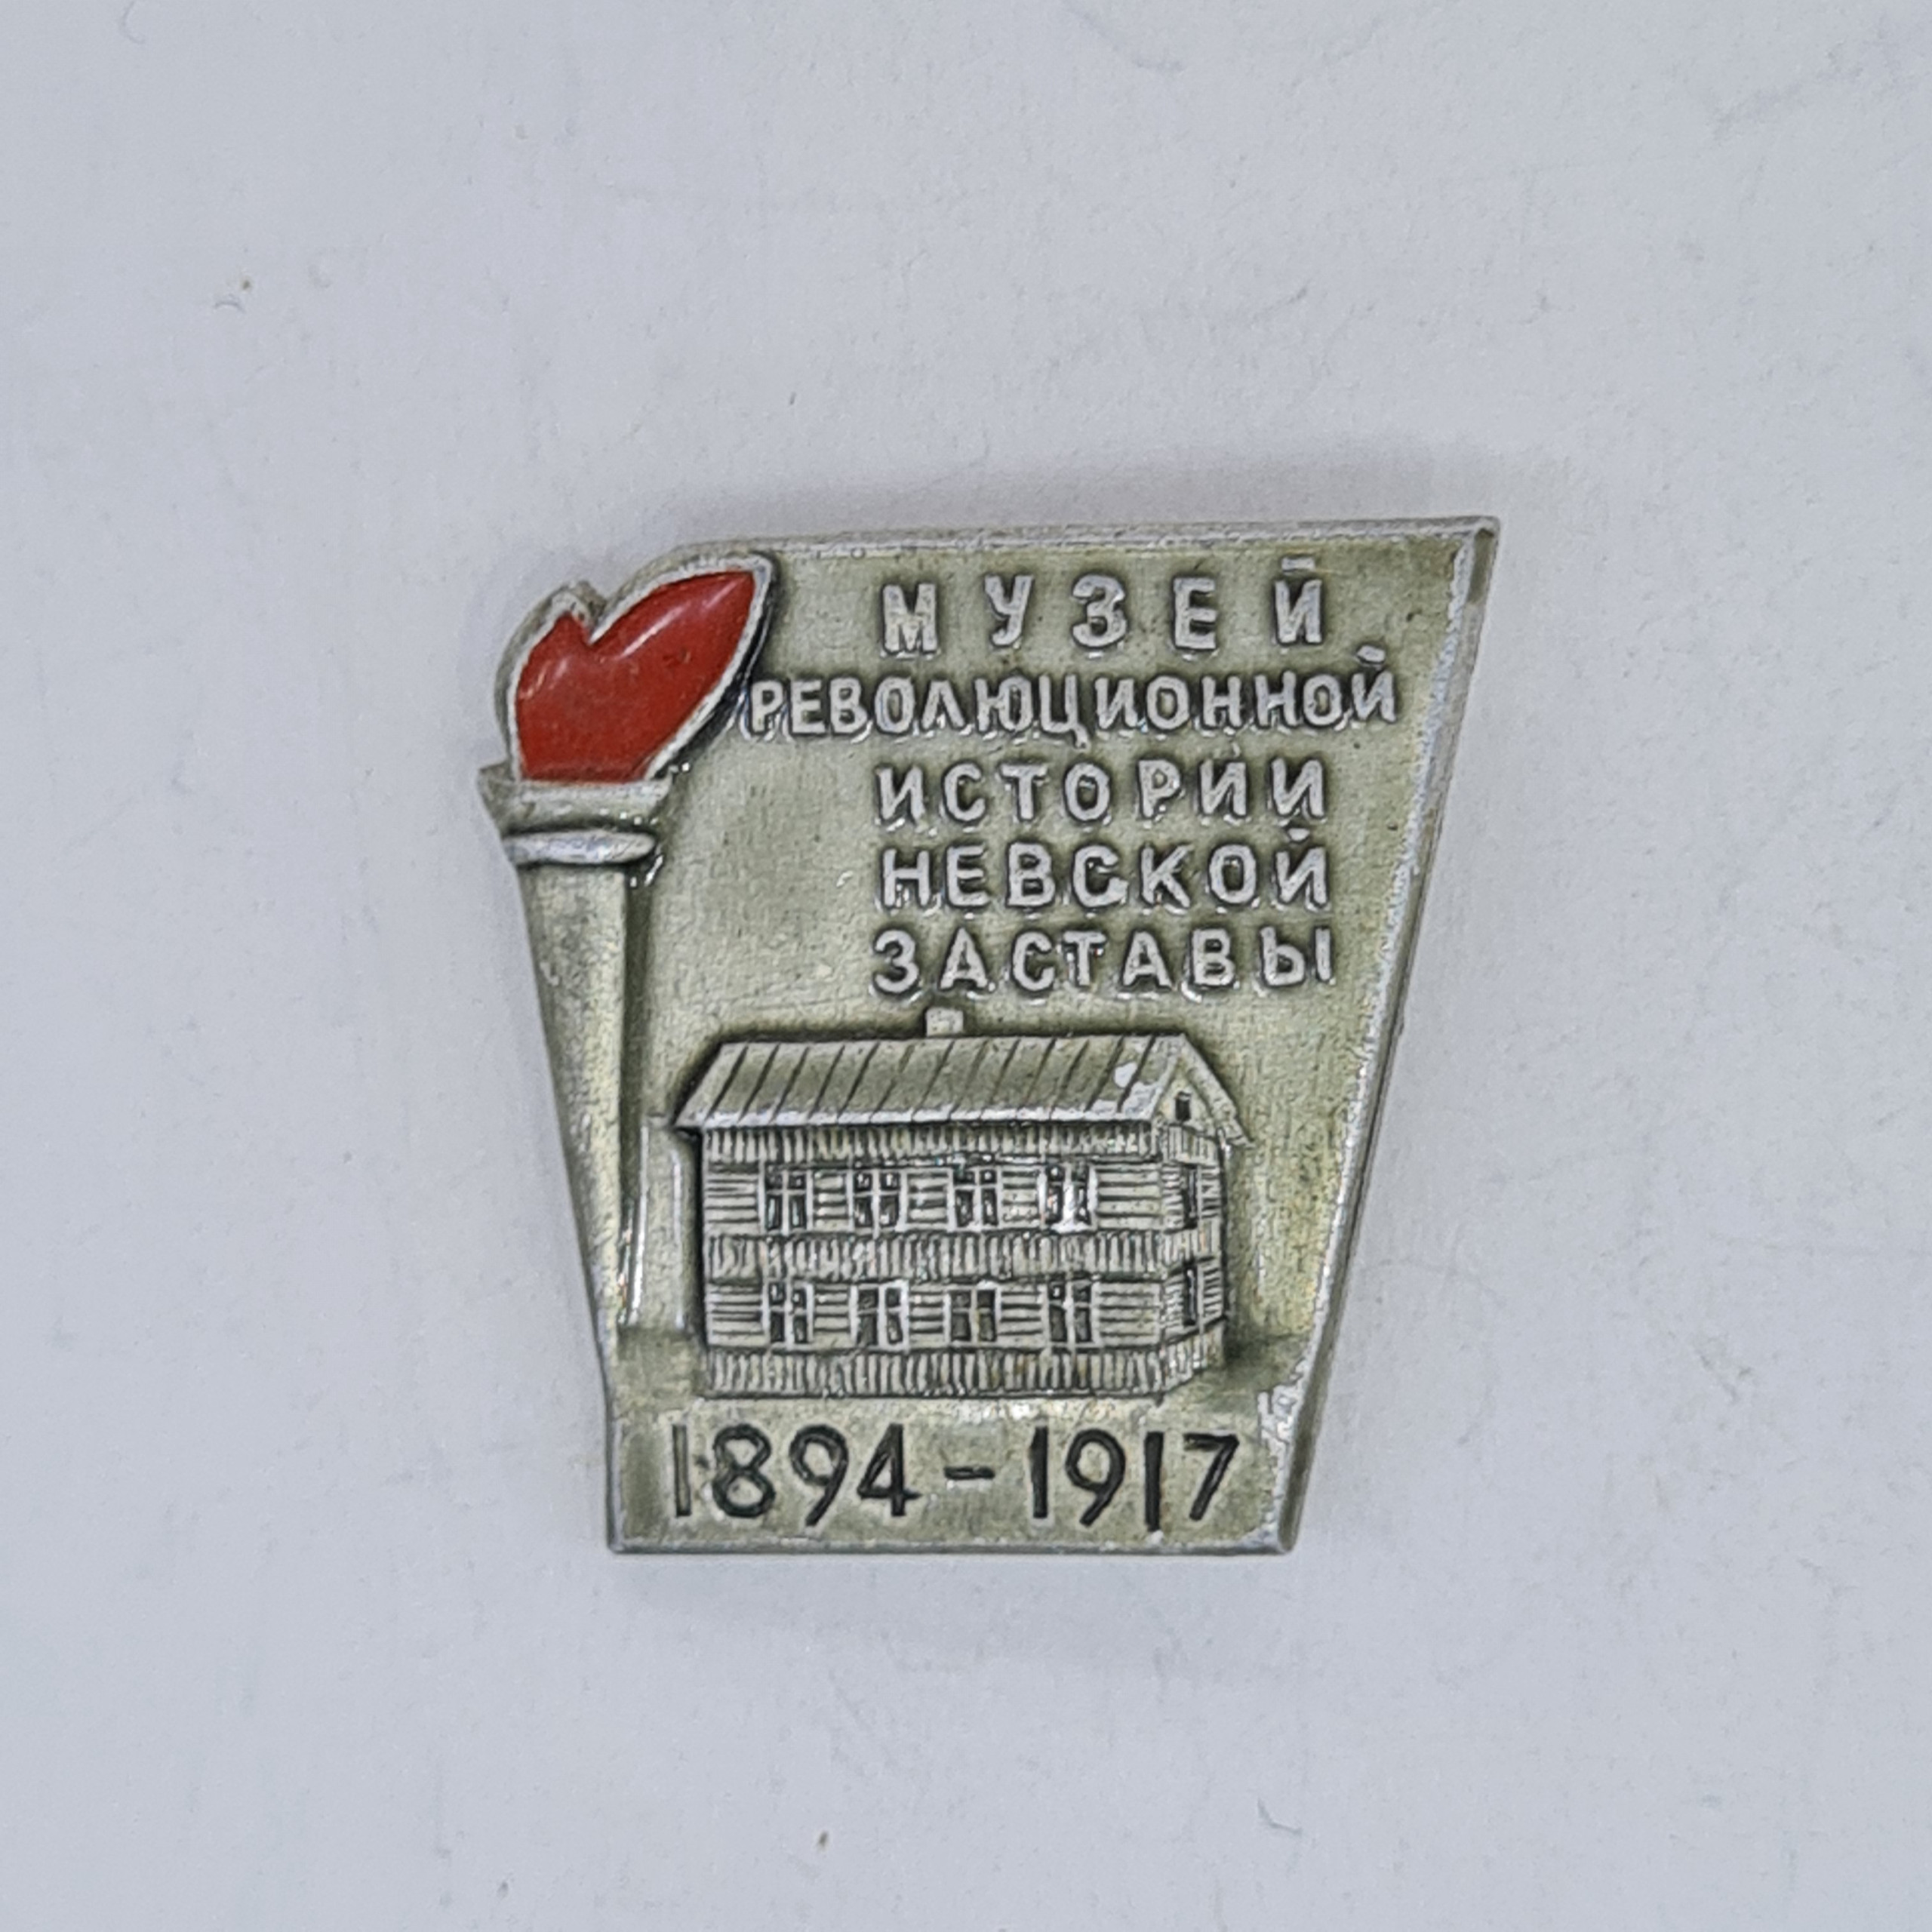 МУЗЕЙ
РЕВОЛЮЦИОННОЙ
ИСТОРИИ
НЕВСКОЙ
ЗАСТАВЫ
1894-1917